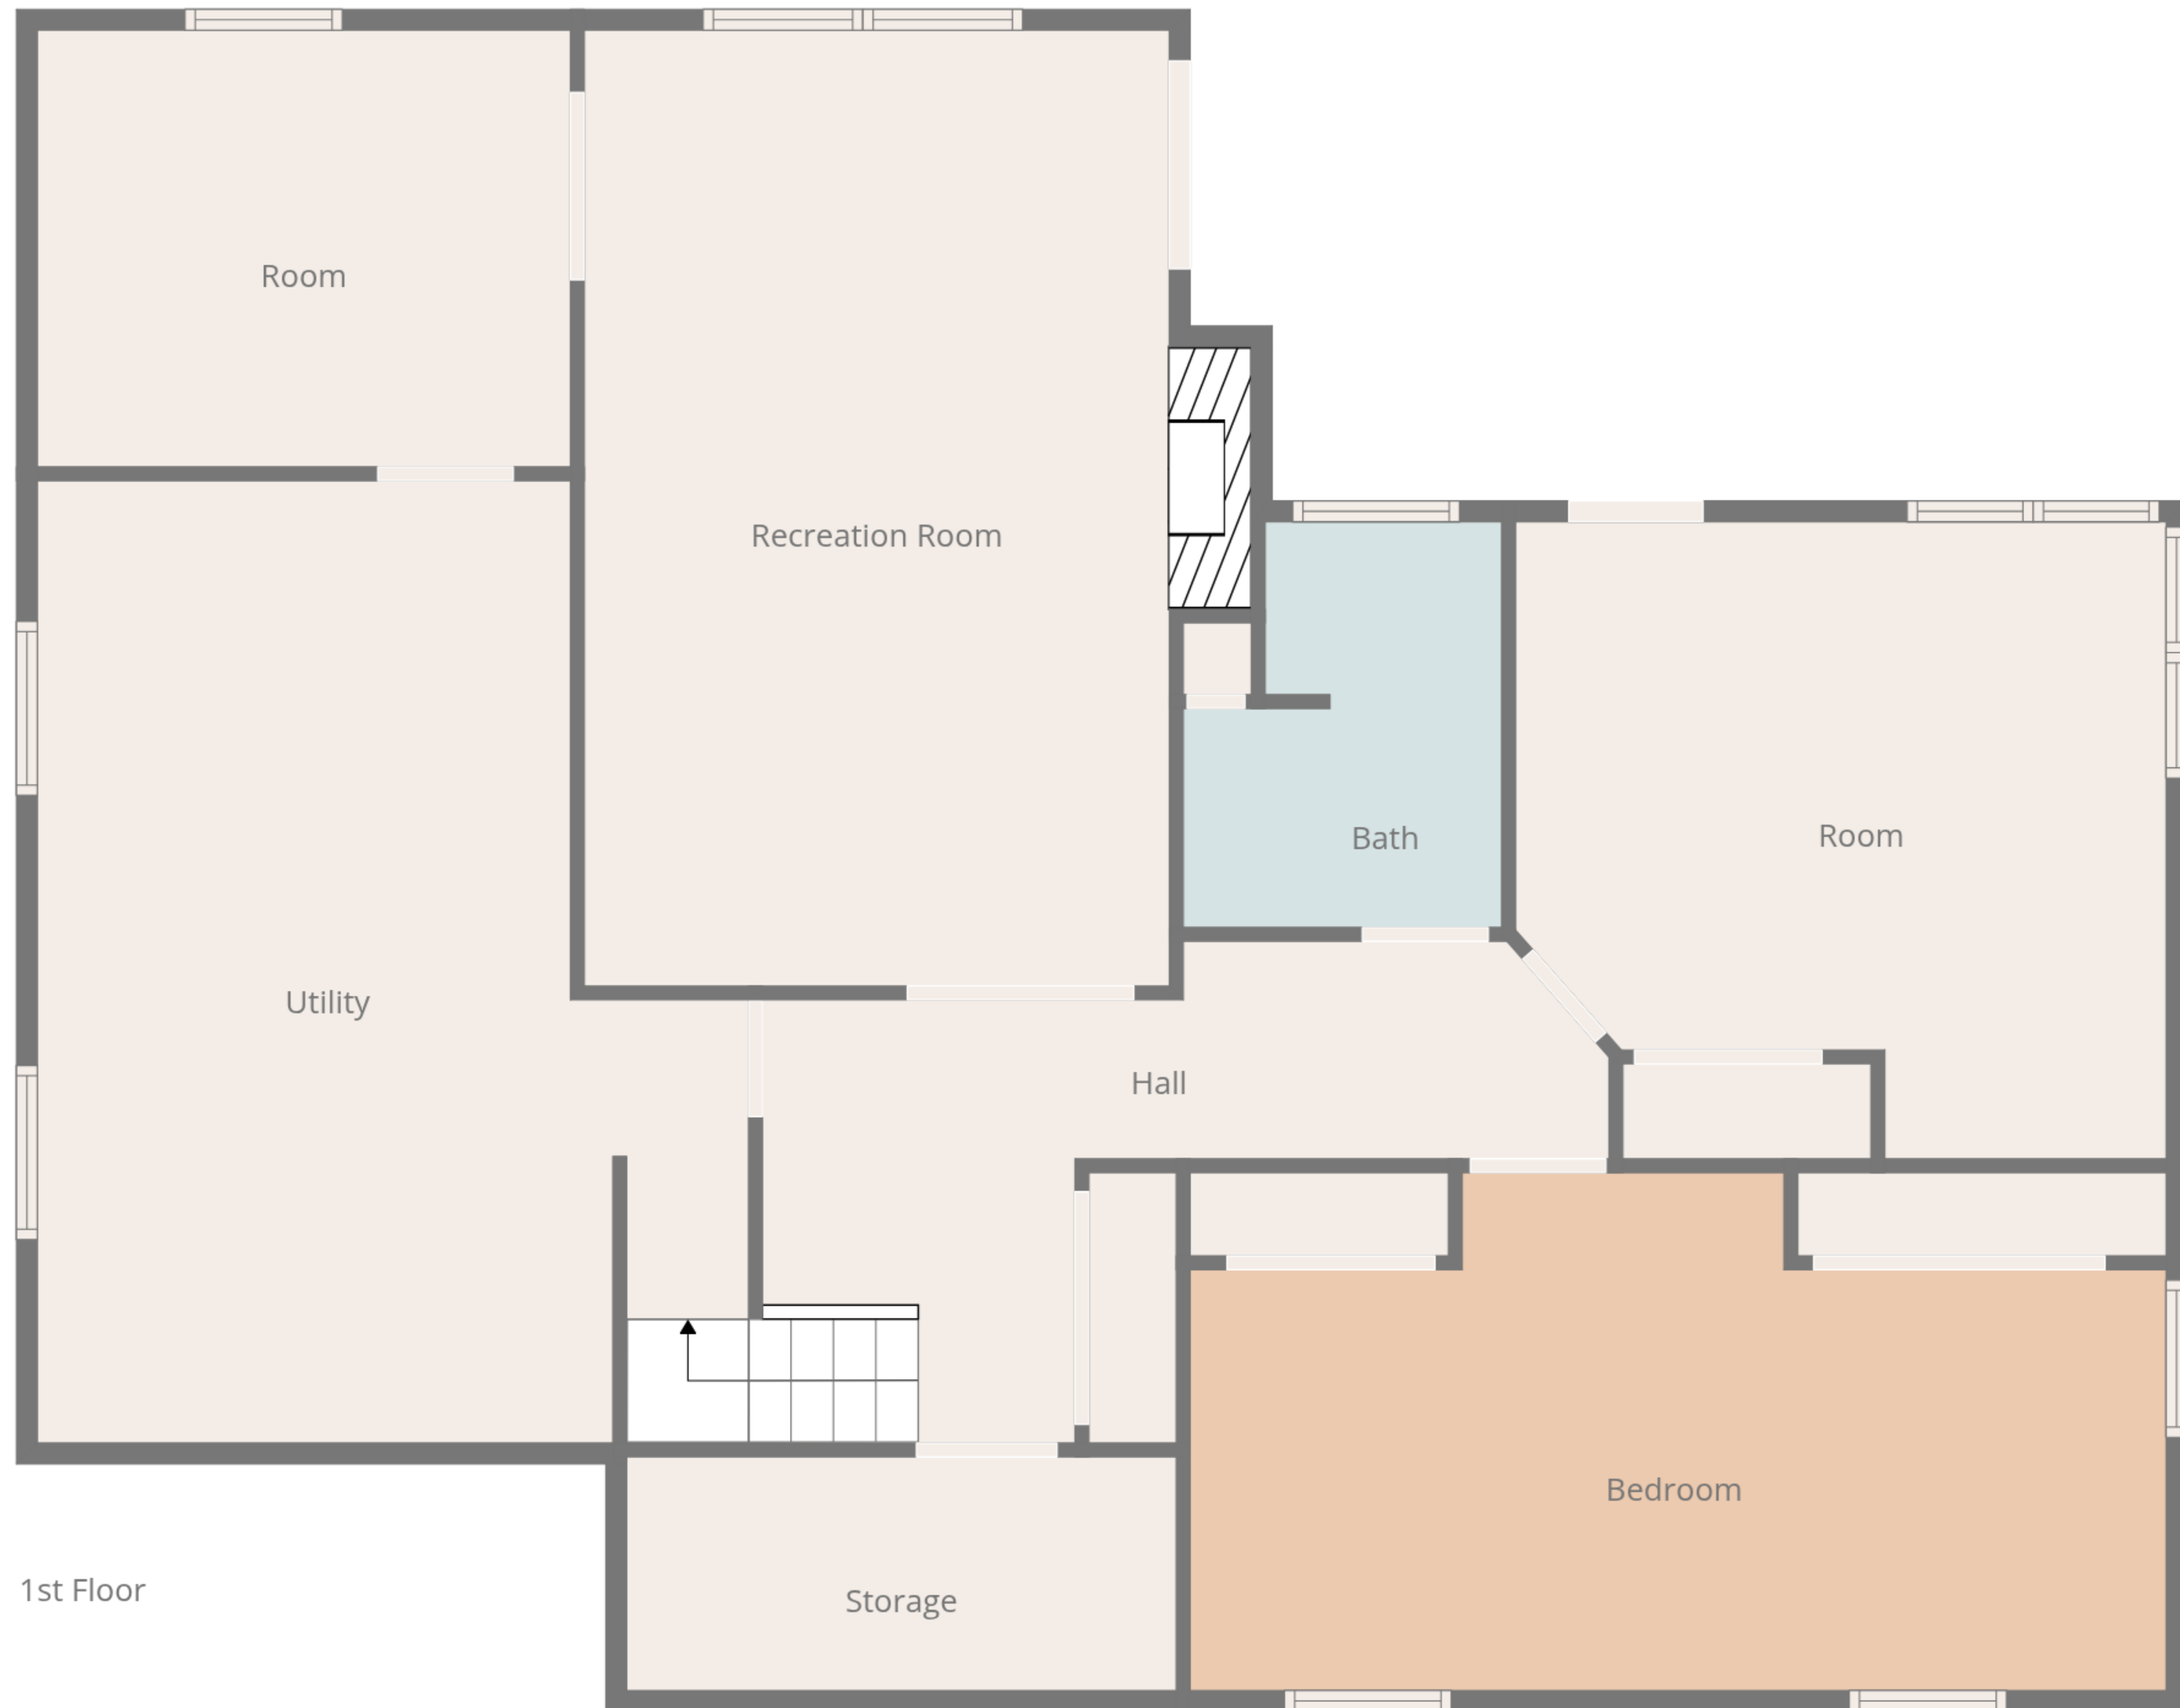 Room
Recreation Room
Bath
Room
Utility
Hall
Bedroom
1st Floor
Storage